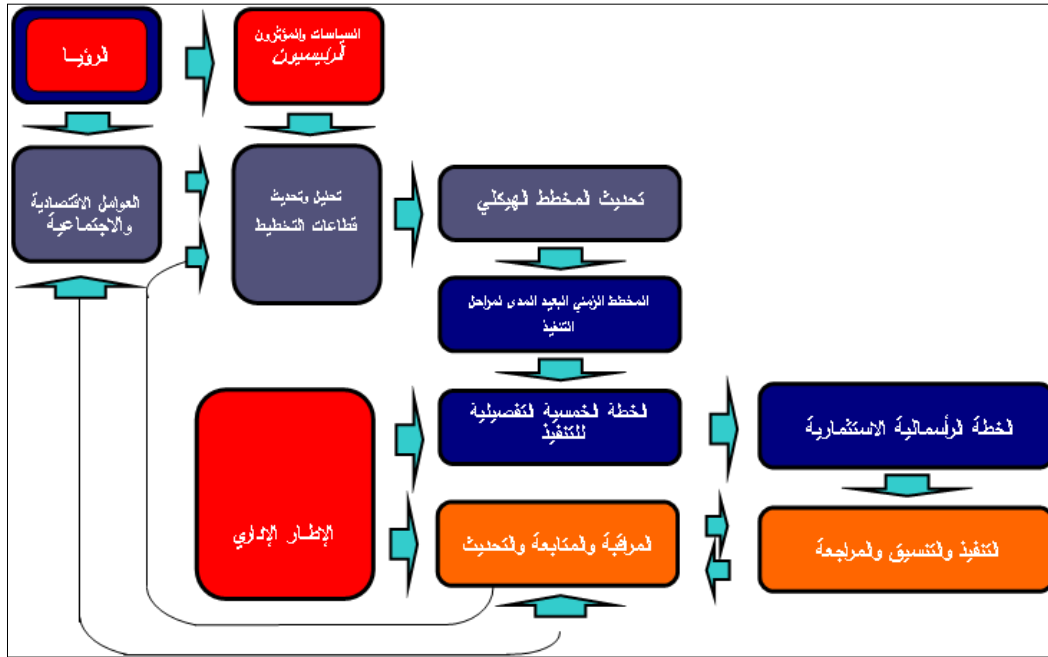 الرؤيا
السياسات والمؤثرون
الرئيسيون
العوامل الاقتصادية
والاجتماعية
تحليل وتحديث
قطاعات التخطيط
تحديث المخطط الهيكلي
المخطط الزمني البعيد المدى لمراحل
التنفيذ
الخطة الخمسية التفصيلية
للتنفيذ
الخطة الرأسمالية الاستثمارية
الإطار الإداري
المراقبة والمتابعة والتحديث
التنفيذ والتنسيق والمراجعة